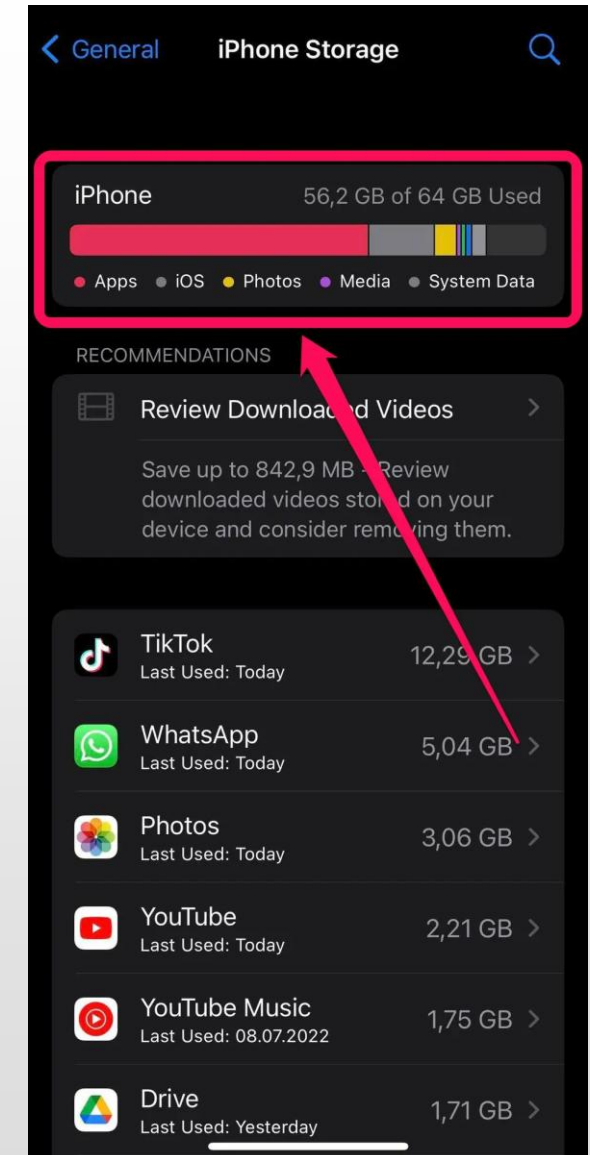 General
iPhone Storage
iPhone
56,2 GB of 64 GB Used
Apps iOS Photos Media System Data
RECOMMENDATIONS
Review Downloaded Videos
Save up to 842,9 MB - Review
downloaded videos stored on your
device and consider removing them.
TikTok
12,29 GB
Last Used: Today
WhatsApp
5,04 GB
Last Used: Today
Photos
3,06 GB
Last Used: Today
YouTube
2,21 GB
Last Used: Today
YouTube Music
1,75 GB
Last Used: 08.07.2022
Drive
1,71 GB
Last Used: Yesterday